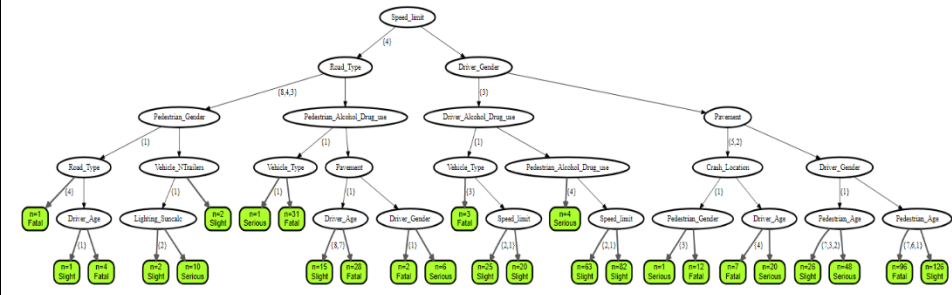 Speed_limit
{4}
Road_Type
Driver_Gender
{8,4,3}
{3}
Pedestrian_Gender
Pedestrian_Alcohol_Drug_use
Driver_Alcohol_Drug_use
Pavement
{1}
{1}
{1}
{5,2}
Road_Type
Vehicle_NTrailers
Vehicle_Type
Pavement
Vehicle_Type
Pedestrian_Alcohol_Drug_use
Crash_Location
Driver_Gender
{4}
{1}
{1}
{1}
{3}
{4}
{1}
{1}
n=1
Fatal
Driver_Age
Lighting_Suncalc
n=2
Slight
n=1
Serious
n=31
Fatal
Driver_Age
Driver_Gender
n=3
Fatal
Speed_limit
n=4
Serious
Speed_limit
Pedestrian_Gender
Driver_Age
Pedestrian_Age
Pedestrian_Age
{1}
{2}
{8,7}
{1}
{2,1}
{2,1}
{3}
{4}
{7,3,2}
{7,6,1}
n=1
Slight
n=4
Fatal
n=2
Slight
n=10
Serious
n=15
Slight
n=28
Fatal
n=2
Fatal
n=6
Serious
n=25
Slight
n=20
Slight
n=63
Slight
n=82
Slight
n=1
Serious
n=12
Fatal
n=7
Fatal
n=20
Serious
n=26
Slight
n=48
Serious
n=96
Fatal
n=126
Slight